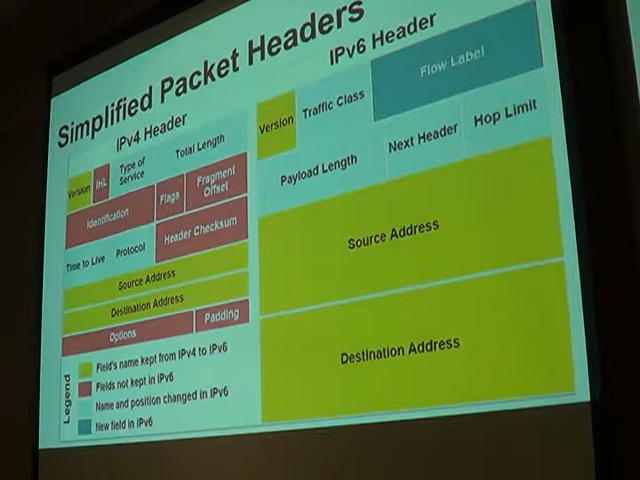 Simplified Packet Headers
IPv4 Header
Version IHL Type of Service Total Length
Identification Flags Fragment Offset
Time to Live Protocol Header Checksum
Source Address
Destination Address
Options Padding
Legend
Field's name kept from IPv4 to IPv6
Fields not kept in IPv6
Name and position changed in IPv6
New field in IPv6
IPv6 Header
Version Traffic Class Flow Label
Payload Length Next Header Hop Limit
Source Address
Destination Address